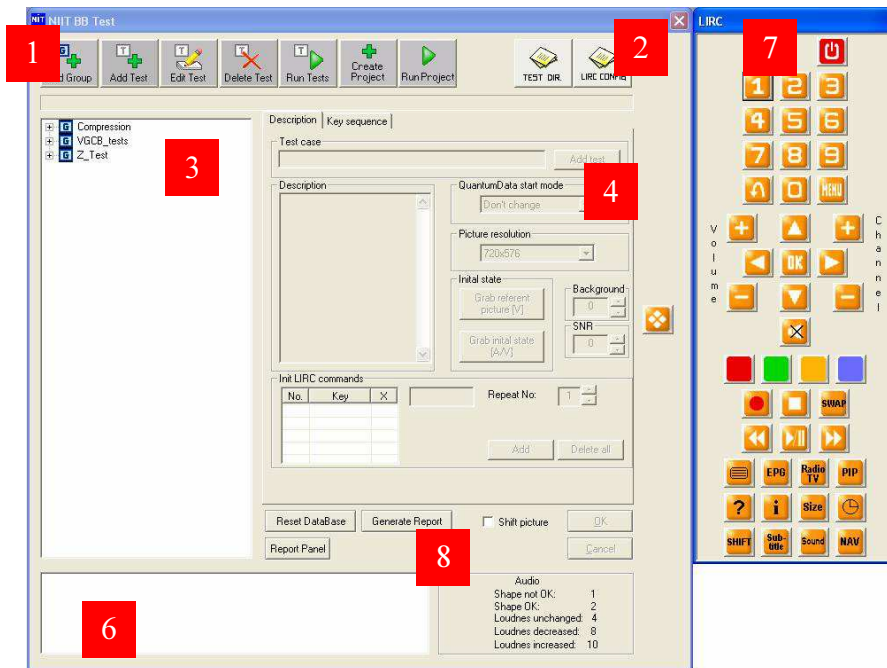 NIIT NIIT BB Test
LIRC
1
2
7
Group
Add Test
Edit Test
Delete Test
Run Tests
Create Project
Run Project
TEST DIR.
LIRC CONFIG
Compression
VGCB_tests
Z_Test
3
Description
Key sequence
Test case
Add test
Description
QuantumData start mode
Don't change
4
Picture resolution
720x576
Inital state
Grab referent
picture [V]
Grab inital state
[A/V]
Background
0
SNR
0
Init LIRC commands
No. Key X
Repeat No: 1
Add
Delete all
Reset DataBase
Generate Report
Shift picture
OK
Report Panel
8
Cancel
6
Audio
Shape not OK: 1
Shape OK: 2
Loudnes unchanged: 4
Loudnes decreased: 8
Loudnes increased: 10
1 2 3
4 5 6
7 8 9
0 MENU
Volume
Channel
OK
SWAP
EPG
Radio
TV
PIP
? i Size
SHIFT
Sub-
title
Sound
NAV